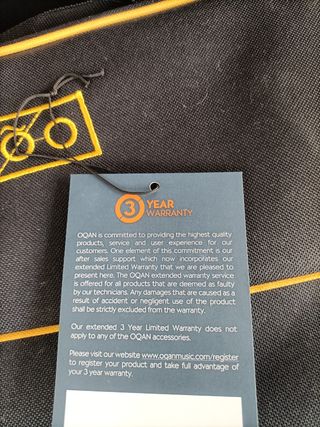 3 YEAR
WARRANTY
OQAN is committed to providing the highest quality
products, service and user experience for our
customers. One element of this commitment is our
after sales support which now incorporates our
extended Limited Warranty that we are pleased to
present here. The OQAN extended warranty service
is offered for all products that are deemed as faulty
by our technicians. Any damages that are caused as a
result of accident or negligent use of the product
shall be strictly excluded from the warranty.
Our extended 3 Year Limited Warranty does not
apply to any of the OQAN accessories.
Please visit our website www.oqanmusic.com/register
to register your product and take full advantage of
your 3 year warranty.